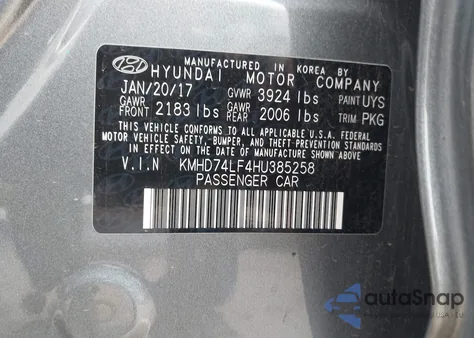 MANUFACTURED IN KOREA BY
HYUNDAI MOTOR COMPANY
JAN/20/17 GVWR 3924 lbs PAINT UYS
GAWR FRONT 2183 lbs GAWR REAR 2006 lbs TRIM PKG
THIS VEHICLE CONFORMS TO ALL APPLICABLE U.S.A. FEDERAL
MOTOR VEHICLE SAFETY, BUMPER, AND THEFT PREVENTION
STANDARDS IN EFFECT ON THE DATE OF MANUFACTURE SHOWN ABOVE.
V.I.N KMHD74LF4HU385258
PASSENGER CAR
autoSnap